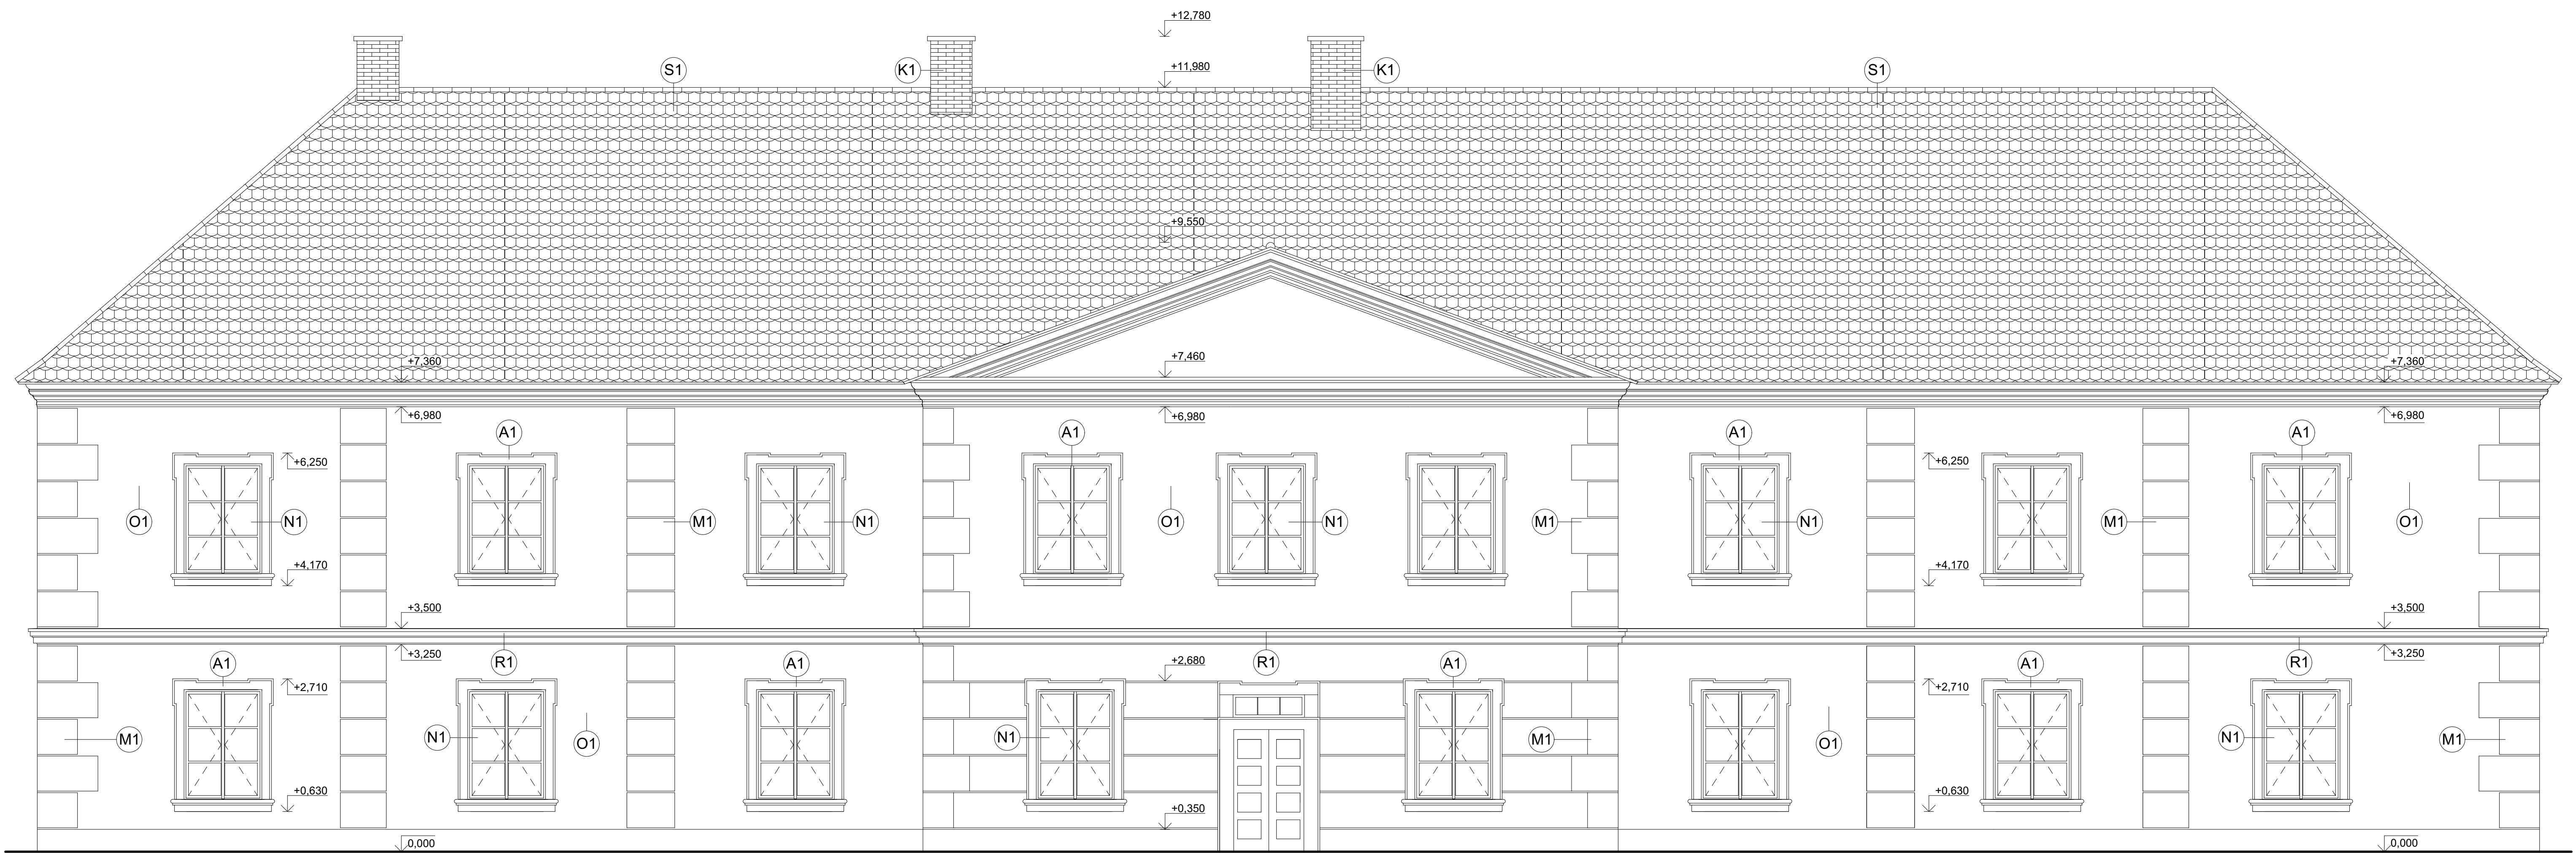 +12,780
S1
K1
+11,980
K1
S1
+9,550
+7,360
+7,460
+7,360
+6,980
+6,980
+6,980
A1
A1
A1
A1
+6,250
+6,250
O1
N1
M1
N1
O1
N1
M1
N1
M1
O1
+4,170
+4,170
+3,500
+3,500
+3,250
+3,250
A1
R1
A1
+2,680
R1
A1
A1
R1
+2,710
+2,710
M1
N1
O1
N1
M1
O1
N1
M1
+0,630
+0,630
+0,350
0,000
0,000